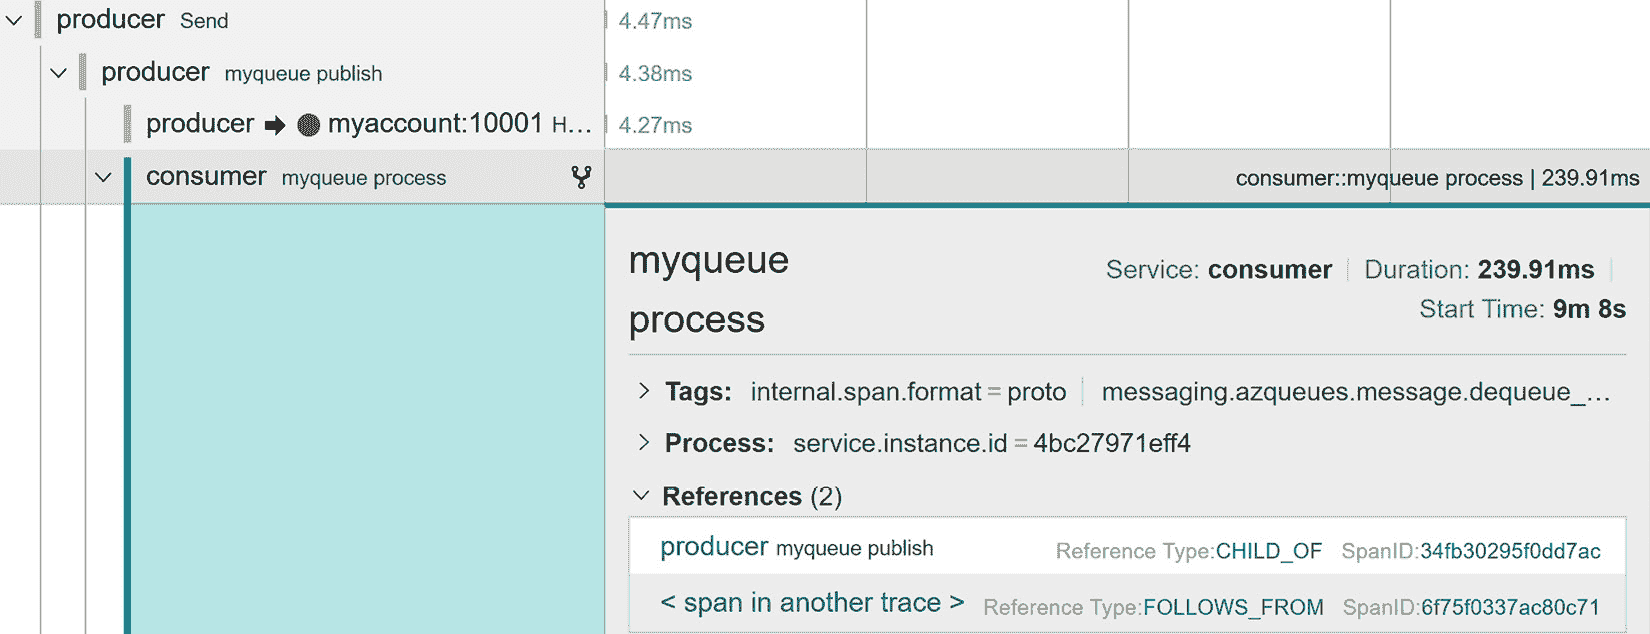 producer Send 4.47ms
producer myqueue publish 4.38ms
producer → myaccount:10001 H... 4.27ms
consumer myqueue process consumer::myqueue process | 239.91ms
myqueue process
Service: consumer | Duration: 239.91ms |
Start Time: 9m 8s
> Tags: internal.span.format = proto | messaging.azqueues.message.dequeue_...
> Process: service.instance.id = 4bc27971eff4
References (2)
producer myqueue publish Reference Type:CHILD_OF SpanID:34fb30295f0dd7ac
< span in another trace > Reference Type:FOLLOWS_FROM SpanID:6f75f0337ac80c71